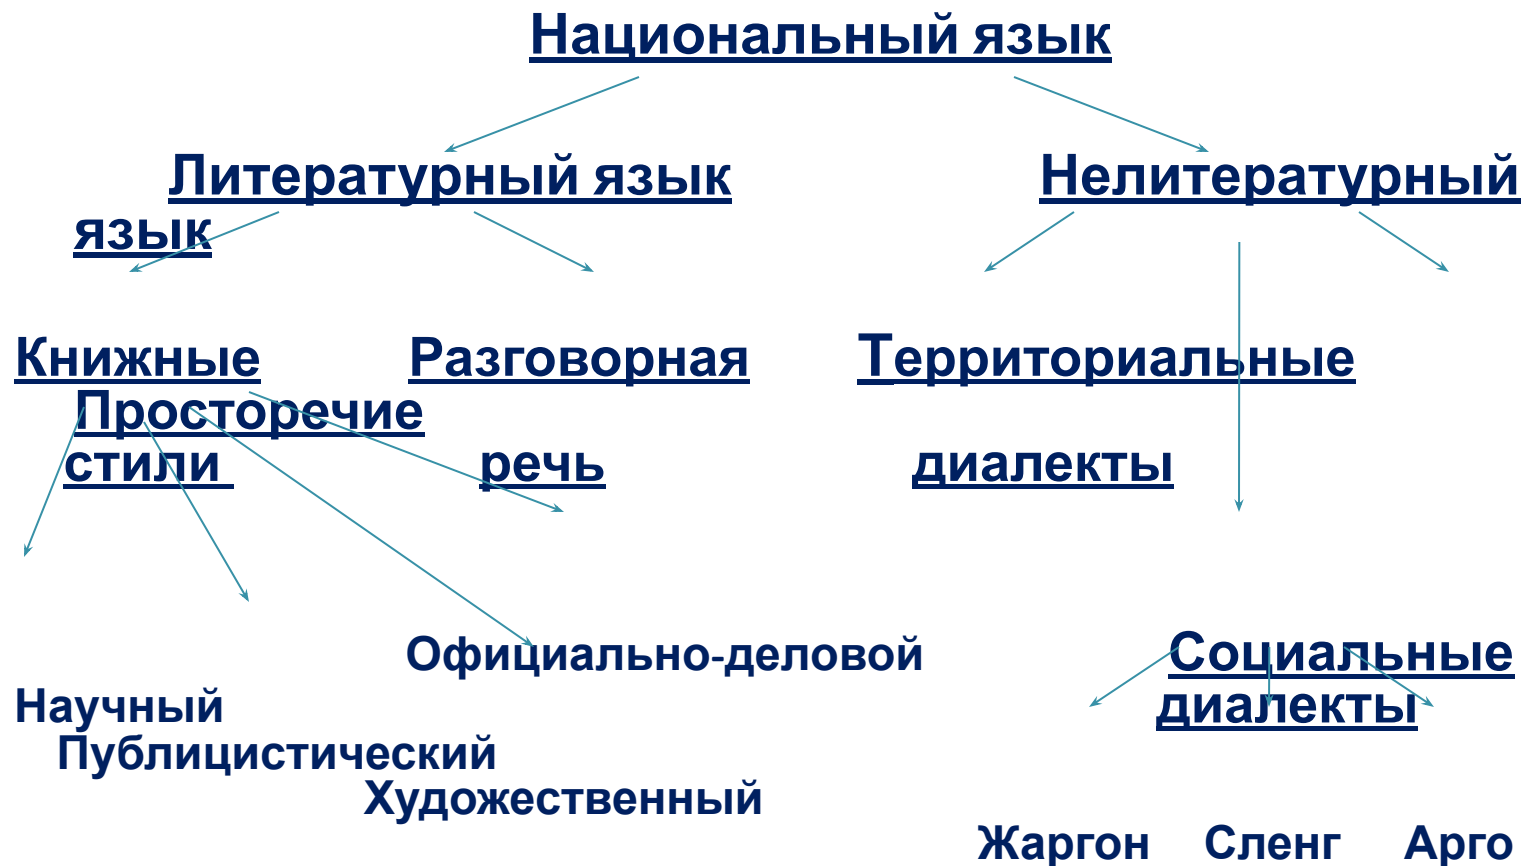 Национальный язык
Литературный язык Нелитературный
язык
Книжные Разговорная Территориальные
Просторечие
стили речь диалекты
Официально-деловой Социальные
Научный диалекты
Публицистический
Художественный
Жаргон Сленг Арго